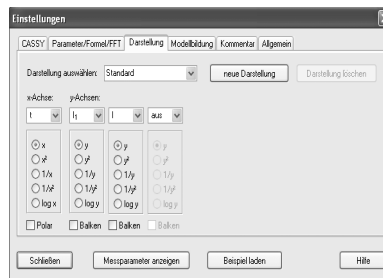 Einstellungen
CASSY Parameter/Formel/FFT Darstellung Modellbildung Kommentar Allgemein
Darstellung auswählen: Standard neue Darstellung Darstellung löschen
x-Achse: y-Achsen:
t I₁ I aus
x y y y
x² y² y² y²
1/x 1/y 1/y 1/y
1/x² 1/y² 1/y² 1/y²
log x log y log y log y
Polar Balken Balken Balken
Schließen Messparameter anzeigen Beispiel laden Hilfe